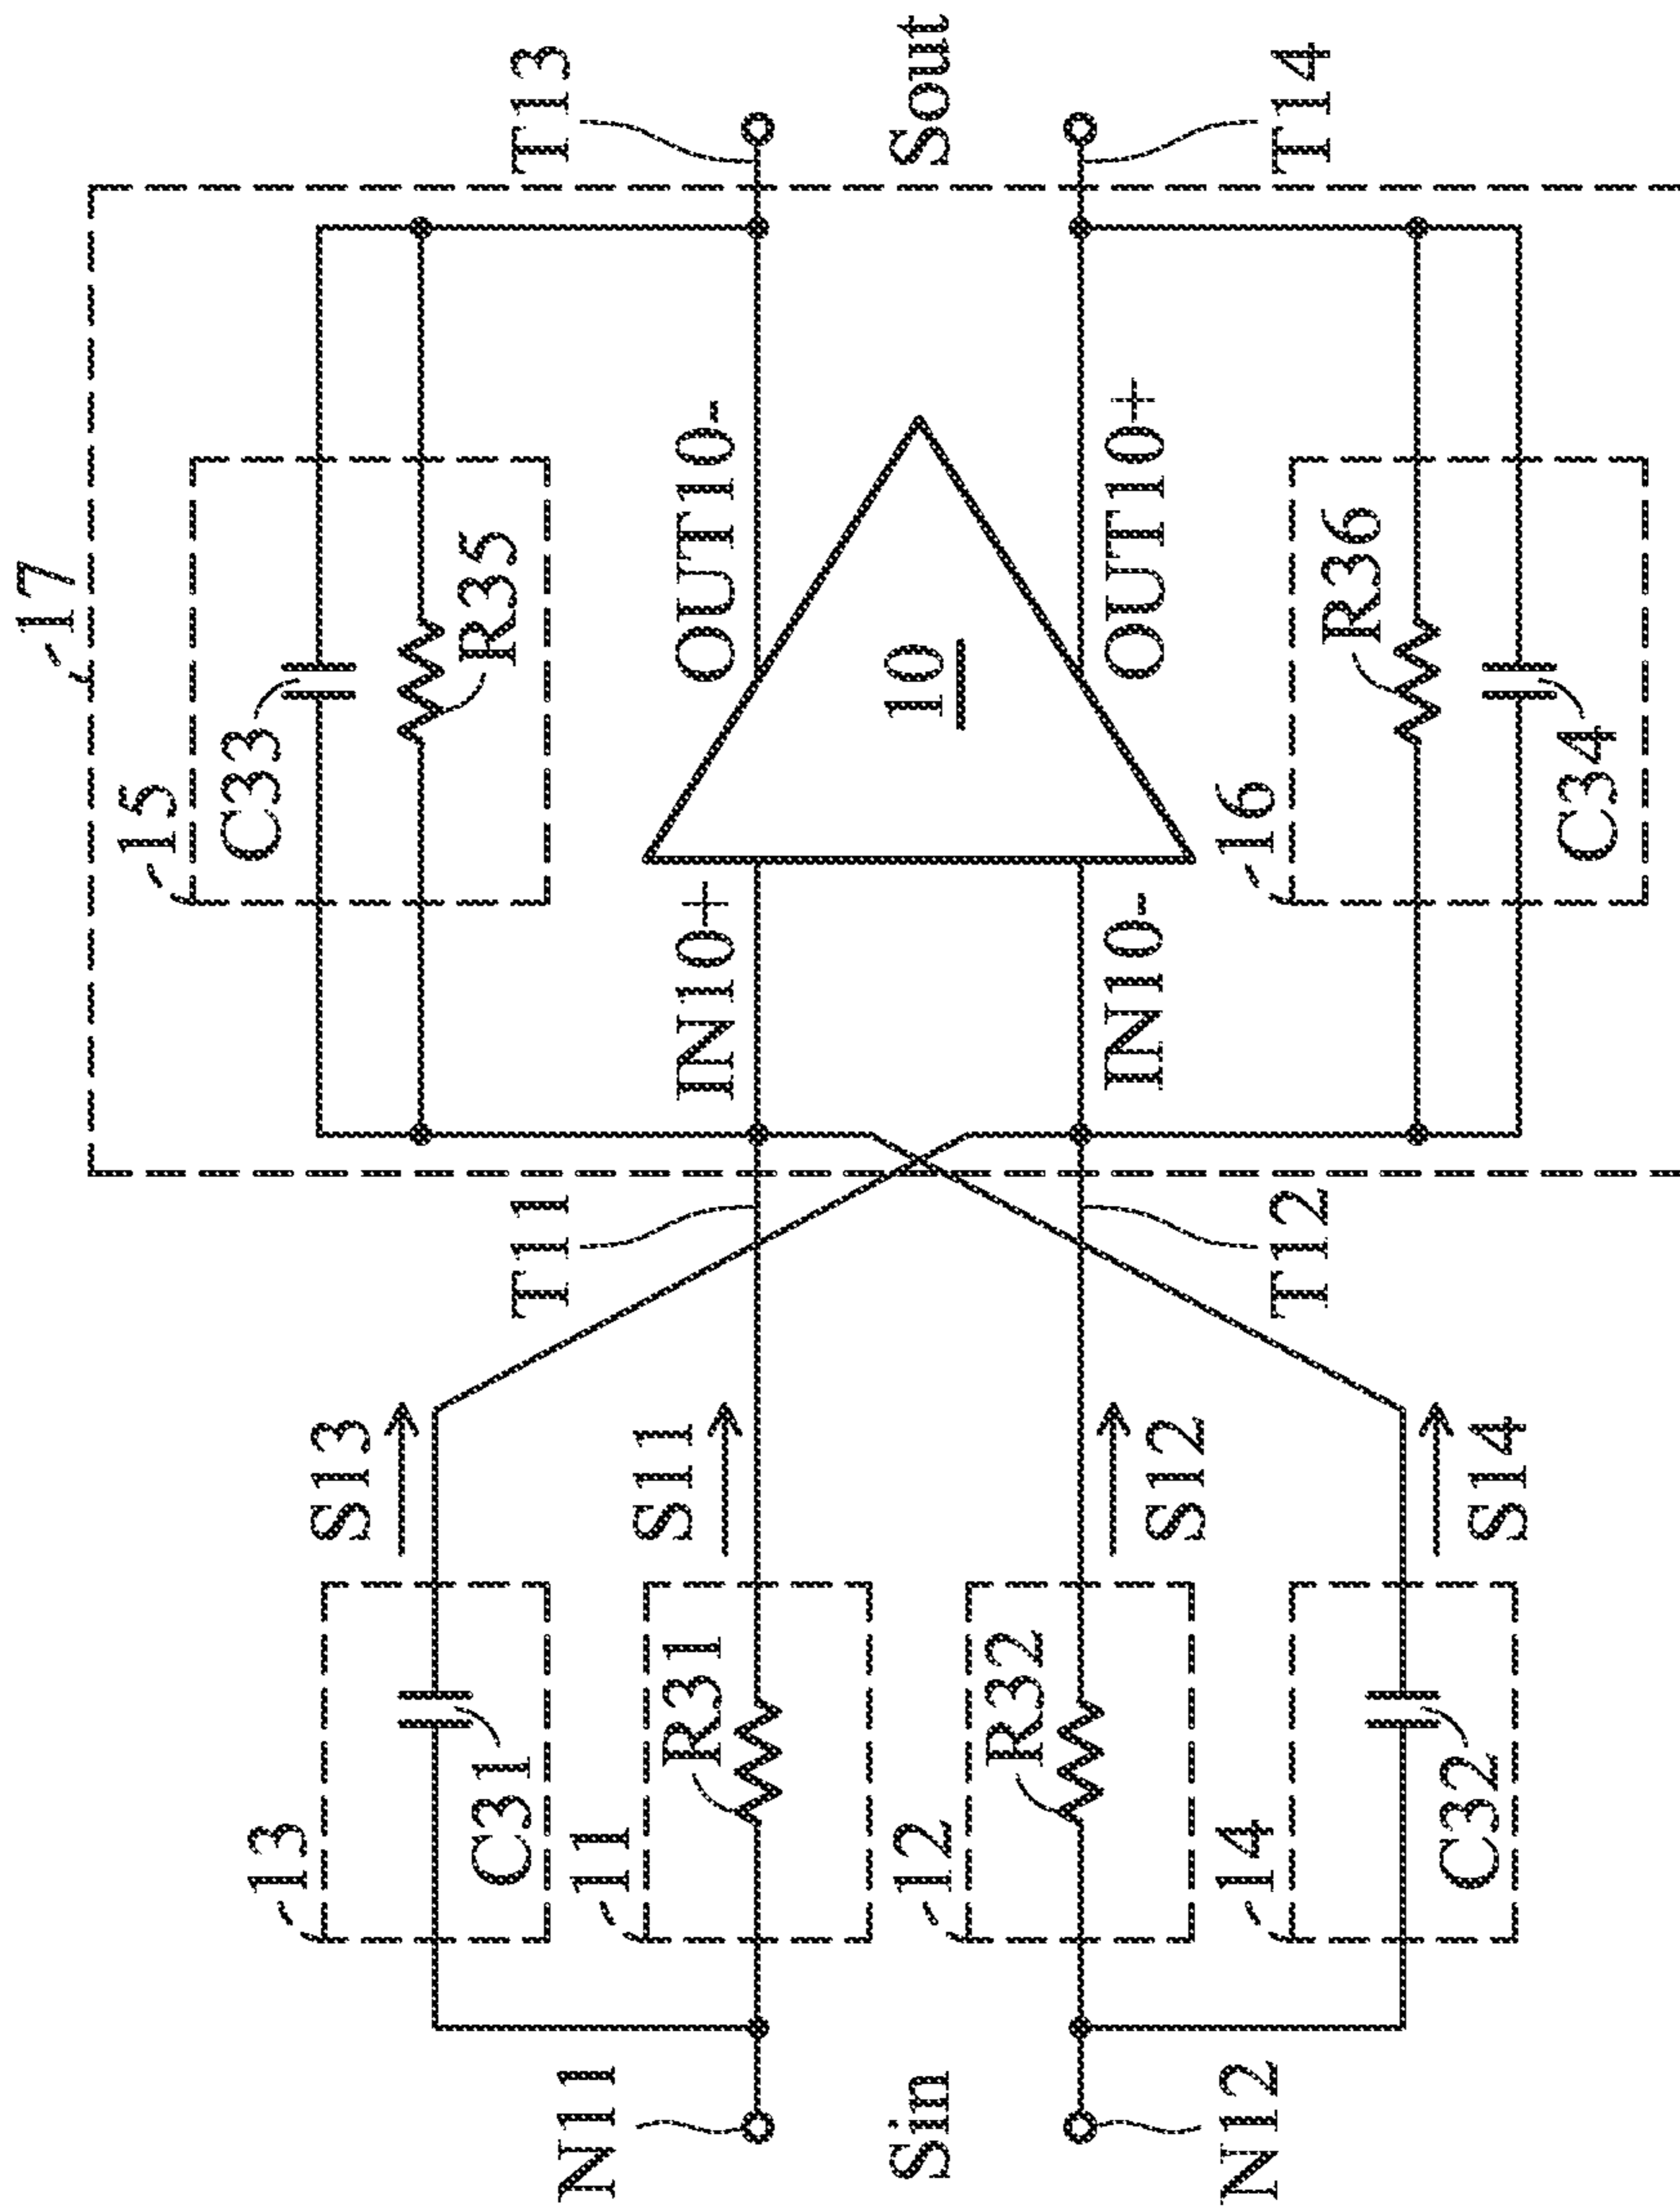 17
15
C33
R35
T13
OUT10-
Sout
10
OUT10+
T14
R36
16
C34
IN10+
IN10-
T11
T12
S13
S11
S12
S14
13
C31
11
R31
12
R32
14
C32
N11
Sin
N12